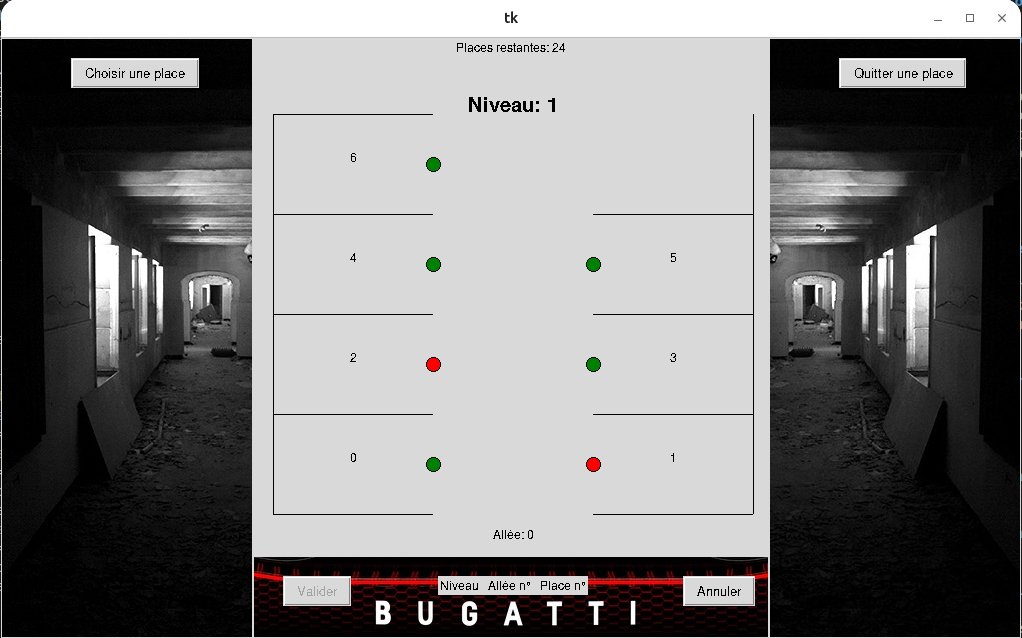 tk
Places restantes: 24
Choisir une place
Quitter une place
Niveau: 1
6
4
5
2
3
0
1
Allée: 0
Valider
Niveau Allée n° Place n°
Annuler
BUGATTI